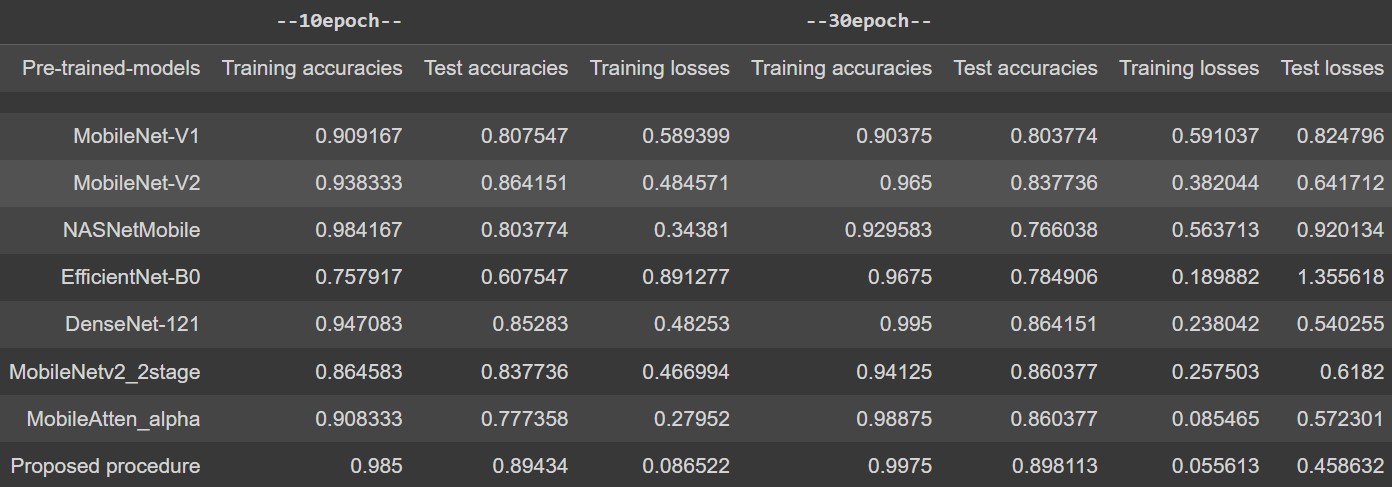 --10epoch-- --30epoch--
Pre-trained-models Training accuracies Test accuracies Training losses Training accuracies Test accuracies Training losses Test losses
MobileNet-V1 0.909167 0.807547 0.589399 0.90375 0.803774 0.591037 0.824796
MobileNet-V2 0.938333 0.864151 0.484571 0.965 0.837736 0.382044 0.641712
NASNetMobile 0.984167 0.803774 0.34381 0.929583 0.766038 0.563713 0.920134
EfficientNet-B0 0.757917 0.607547 0.891277 0.9675 0.784906 0.189882 1.355618
DenseNet-121 0.947083 0.85283 0.48253 0.995 0.864151 0.238042 0.540255
MobileNetv2_2stage 0.864583 0.837736 0.466994 0.94125 0.860377 0.257503 0.6182
MobileAtten_alpha 0.908333 0.777358 0.27952 0.98875 0.860377 0.085465 0.572301
Proposed procedure 0.985 0.89434 0.086522 0.9975 0.898113 0.055613 0.458632